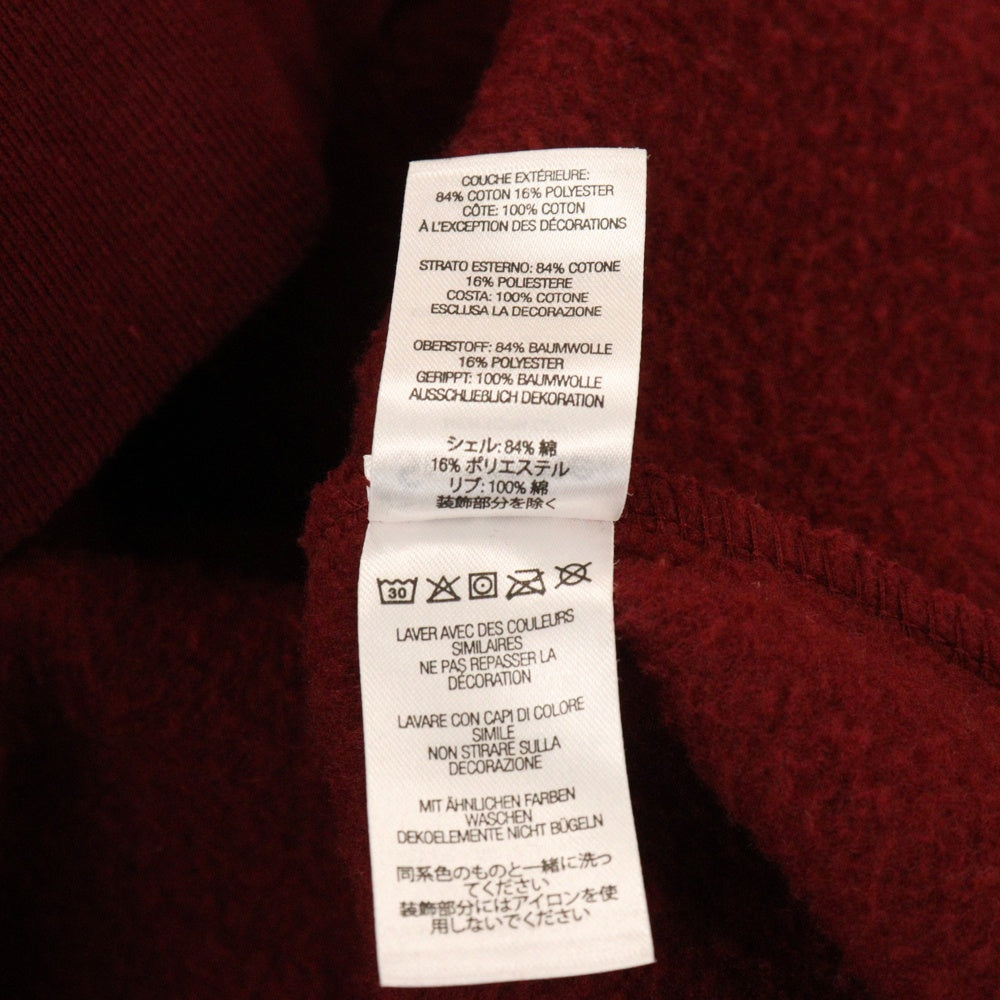 COUCHE EXTÉRIEURE:
84% COTON 16% POLYESTER
CÔTE: 100% COTON
À L'EXCEPTION DES DÉCORATIONS
STRATO ESTERNO: 84% COTONE
16% POLIESTERE
COSTA: 100% COTONE
ESCLUSA LA DECORAZIONE
OBERSTOFF: 84% BAUMWOLLE
16% POLYESTER
GERIPPT: 100% BAUMWOLLE
AUSSCHLIEßLICH DEKORATION
シェル: 84% 綿
16% ポリエステル
リブ: 100% 綿
装飾部分を除く
30
LAVER AVEC DES COULEURS
SIMILAIRES
NE PAS REPASSER LA
DÉCORATION
LAVARE CON CAPI DI COLORE
SIMILE
NON STIRARE SULLA
DECORAZIONE
MIT ÄHNLICHEN FARBEN
WASCHEN
DEKOELEMENTE NICHT BÜGELN
同系色のものと一緒に洗っ
てください
装飾部分にはアイロンを使
用しないでください